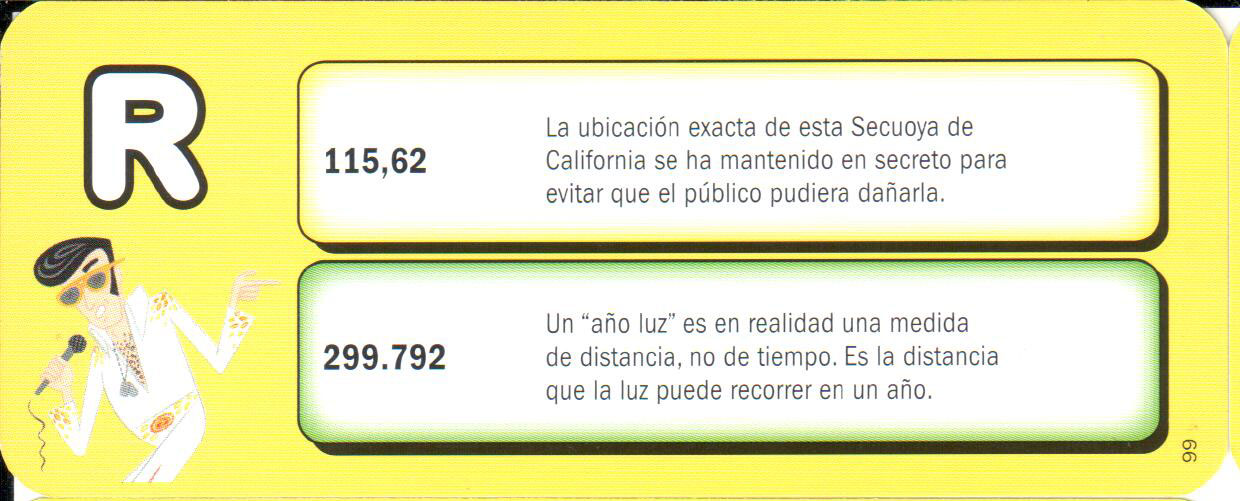 R
115,62
La ubicación exacta de esta Secuoya de
California se ha mantenido en secreto para
evitar que el público pudiera dañarla.
299.792
Un “año luz” es en realidad una medida
de distancia, no de tiempo. Es la distancia
que la luz puede recorrer en un año.
99